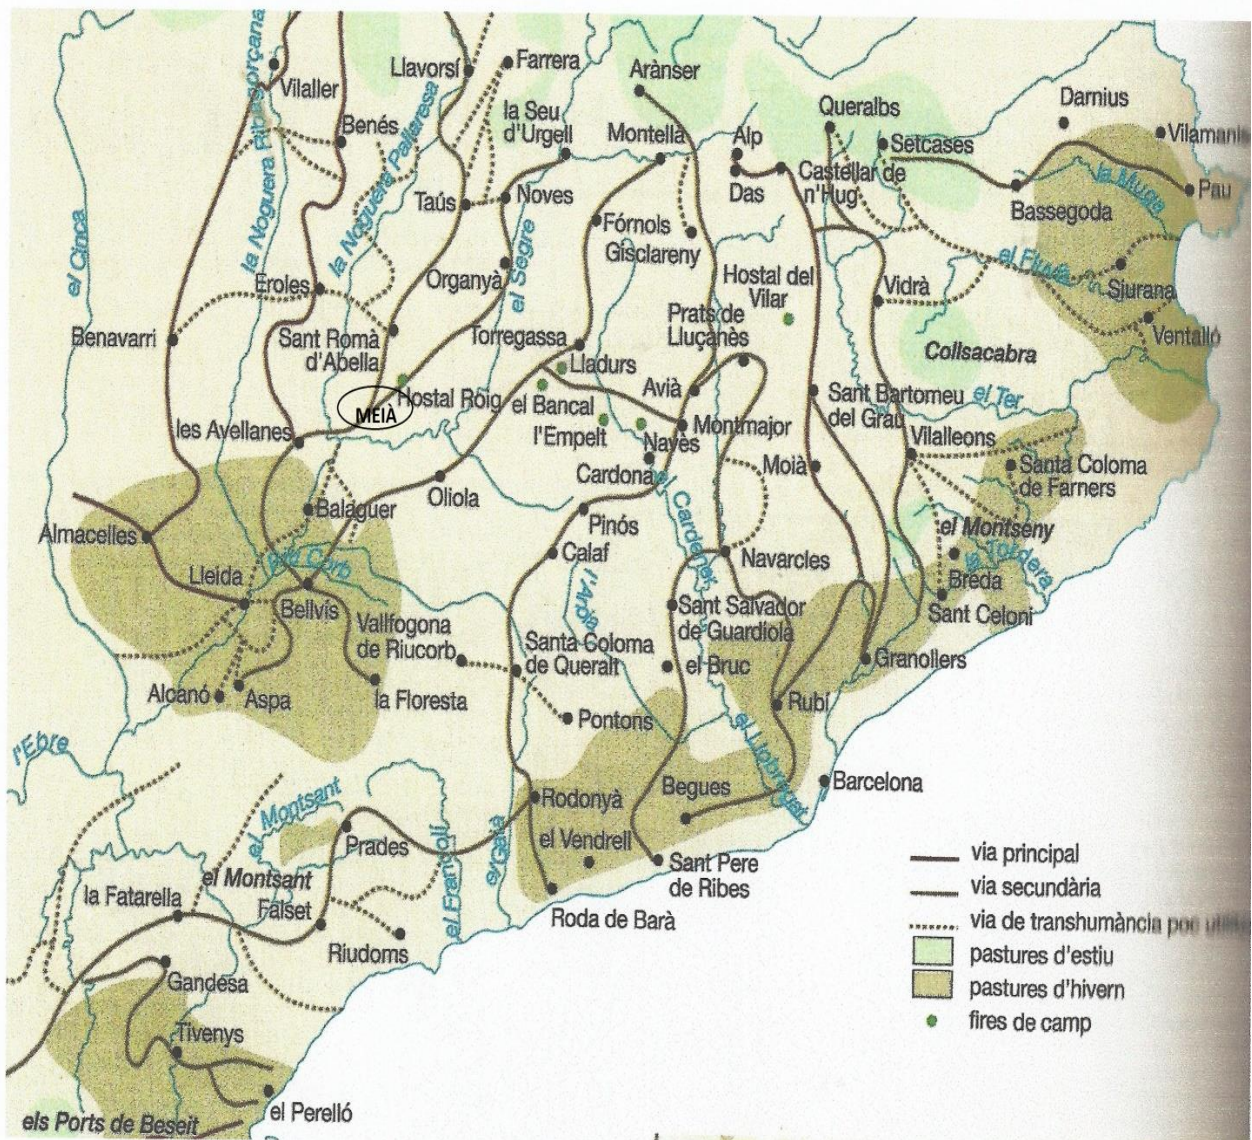 el Cinca
la Noguera Ribagorçana
Vilaller
Benés
la Noguera Pallaresa
Llavorsí
Farrera
la Seu
d'Urgell
Arànser
Montellà
Alp
Das
Queralbs
Setcases
Castellar de
n'Hug
Darnius
Bassegoda
la Muga
Pau
Taús
Noves
Fórnols
Gisclareny
el Segre
Organyà
Eroles
Hostal del
Vilar
Vidrà
el Fluvià
Siurana
Ventalló
Benavarri
Sant Romà
d'Abella
Torregassa
Lladurs
Prats de
Lluçanès
Collsacabra
MEIÀ
Hostal Roig
el Bancal
Avià
Sant Bartomeu
del Grau
el Ter
les Avellanes
l'Empelt
Navès
Montmajor
Vilalleons
Cardona
Moià
Santa Coloma
de Farners
Oliola
el Cardener
Almacelles
Balaguer
Pinós
el Montseny
la Tordera
Calaf
Navarcles
Breda
Lleida
Bellvís
l'Anoia
Sant Salvador
de Guardiola
Sant Celoni
Vallfogona
de Riucorb
Santa Coloma
de Queralt
el Bruc
Granollers
Alcanó
Aspa
la Floresta
Pontons
Rubí
l'Ebre
el Llobregat
Barcelona
el Montsant
Rodonyà
Begues
Prades
el Francolí
el Gaià
el Vendrell
Sant Pere
de Ribes
via principal
la Fatarella
el Montsant
Falset
Roda de Barà
via secundària
Riudoms
via de transhumància poc
Gandesa
pastures d'estiu
pastures d'hivern
fires de camp
Tivenys
els Ports de Beseit
el Perelló